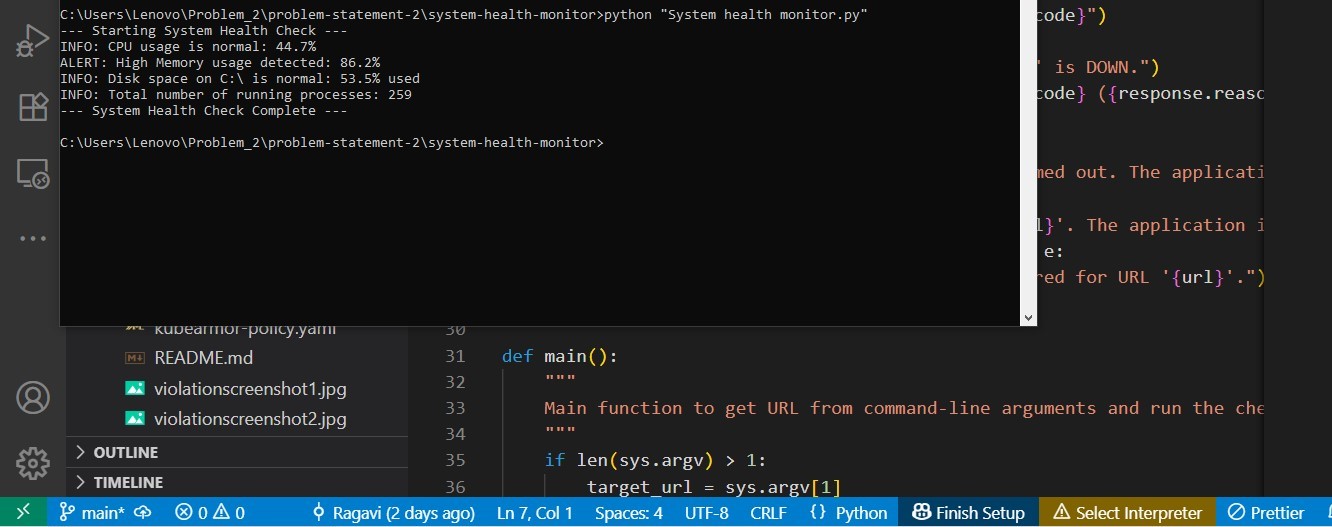 C:\Users\Lenovo\Problem_2\problem-statement-2\system-health-monitor>python "System health monitor.py"
--- Starting System Health Check ---
INFO: CPU usage is normal: 44.7%
ALERT: High Memory usage detected: 86.2%
INFO: Disk space on C:\ is normal: 53.5% used
INFO: Total number of running processes: 259
--- System Health Check Complete ---
C:\Users\Lenovo\Problem_2\problem-statement-2\system-health-monitor>
code}")
' is DOWN.")
code} ({response.reasc
med out. The applicati
l}'. The application i
e:
red for URL '{url}'.")
kubearmor-policy.yaml
README.md
violationscreenshot1.jpg
violationscreenshot2.jpg
OUTLINE
TIMELINE
30
31 def main():
32 """
33 Main function to get URL from command-line arguments and run the che
34 """
35 if len(sys.argv) > 1:
36 target_url = sys.argv[1]
main* 0 0 Ragavi (2 days ago) Ln 7, Col 1 Spaces: 4 UTF-8 CRLF {} Python Finish Setup Select Interpreter Prettier